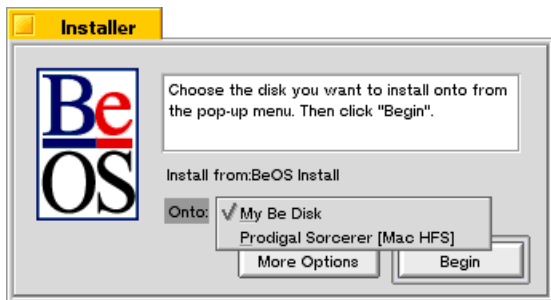 Installer
Be
OS
Choose the disk you want to install onto from
the pop-up menu. Then click "Begin".
Install from:BeOS Install
Onto: My Be Disk
Prodigal Sorcerer [Mac HFS]
More Options Begin